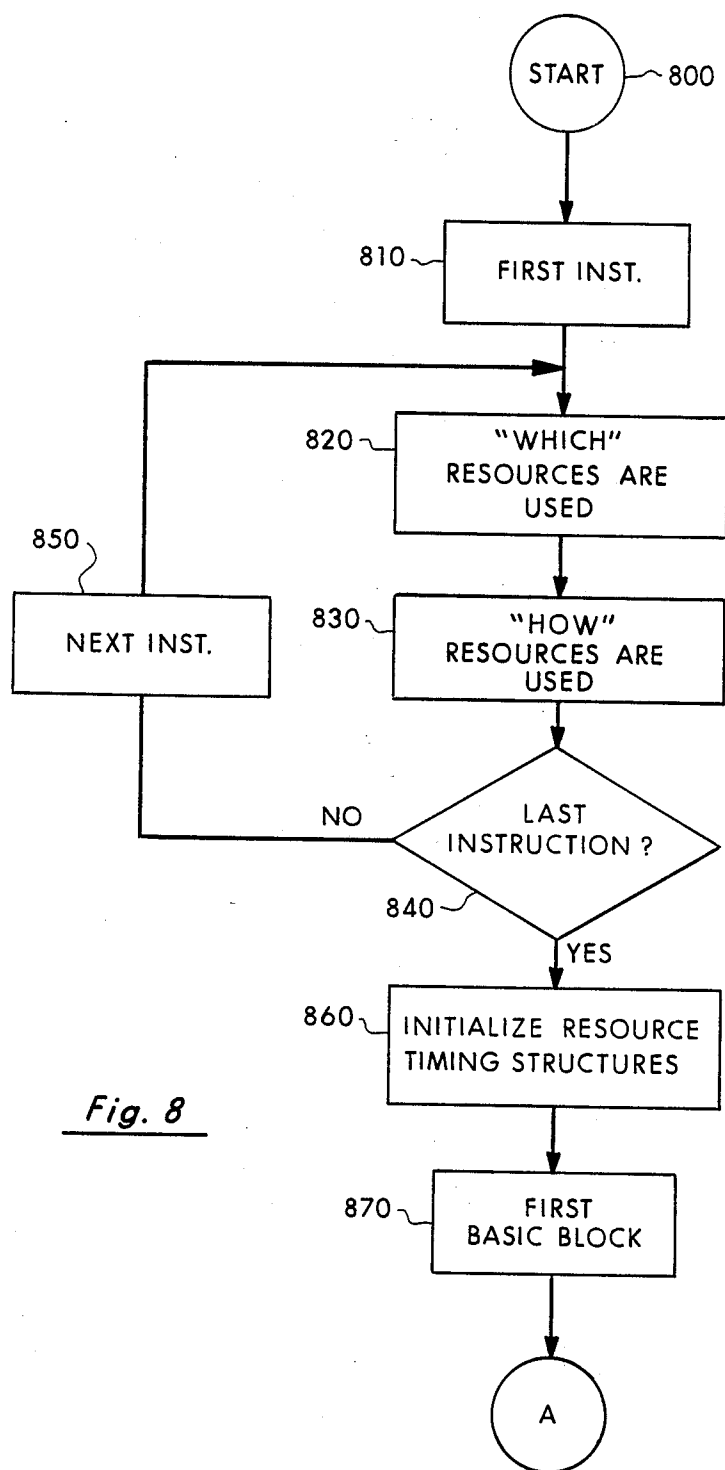 START
800
810
FIRST INST.
820
"WHICH"
RESOURCES ARE
USED
850
NEXT INST.
830
"HOW"
RESOURCES ARE
USED
NO
LAST
INSTRUCTION ?
840
YES
860
INITIALIZE RESOURCE
TIMING STRUCTURES
Fig. 8
870
FIRST
BASIC BLOCK
A